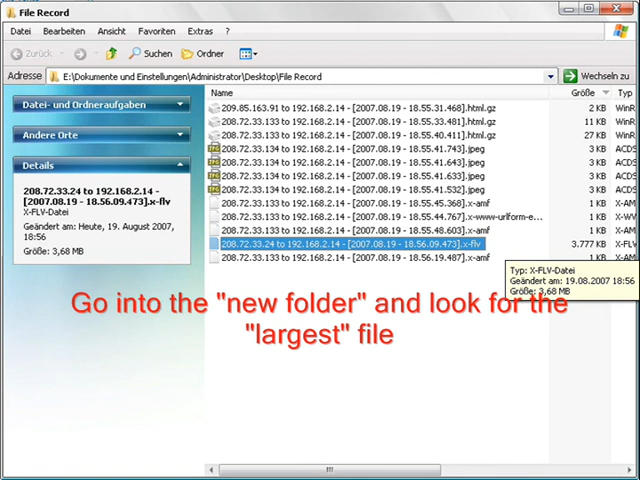 File Record
Datei Bearbeiten Ansicht Favoriten Extras ?
Zurück Suchen Ordner
Adresse E:\Dokumente und Einstellungen\Administrator\Desktop\File Record Wechseln zu
Name Größe Typ
Datei- und Ordneraufgaben
Andere Orte
Details
208.72.33.24 to 192.168.2.14 -
[2007.08.19 - 18.56.09.473].x-flv
X-FLV-Datei
Geändert am: Heute, 19. August 2007,
18:56
Größe: 3,68 MB
209.85.163.91 to 192.168.2.14 - [2007.08.19 - 18.55.31.468].html.gz 2 KB WinR
208.72.33.133 to 192.168.2.14 - [2007.08.19 - 18.55.33.481].html.gz 11 KB WinR
208.72.33.133 to 192.168.2.14 - [2007.08.19 - 18.55.40.411].html.gz 27 KB WinR
208.72.33.134 to 192.168.2.14 - [2007.08.19 - 18.55.41.743].jpeg 3 KB ACDS
208.72.33.134 to 192.168.2.14 - [2007.08.19 - 18.55.41.643].jpeg 3 KB ACDS
208.72.33.134 to 192.168.2.14 - [2007.08.19 - 18.55.41.633].jpeg 3 KB ACDS
208.72.33.134 to 192.168.2.14 - [2007.08.19 - 18.55.41.532].jpeg 3 KB ACDS
208.72.33.133 to 192.168.2.14 - [2007.08.19 - 18.55.45.368].x-amf 1 KB X-AM
208.72.33.133 to 192.168.2.14 - [2007.08.19 - 18.55.44.767].x-www-urlform-e... 1 KB X-WW
208.72.33.133 to 192.168.2.14 - [2007.08.19 - 18.55.48.603].x-amf 1 KB X-AM
208.72.33.24 to 192.168.2.14 - [2007.08.19 - 18.56.09.473].x-flv 3.777 KB X-FL
208.72.33.133 to 192.168.2.14 - [2007.08.19 - 18.56.19.487].x-amf
Typ: X-FLV-Datei
Geändert am: 19.08.2007 18:56
Größe: 3,68 MB
Go into the "new folder" and look for the
"largest" file